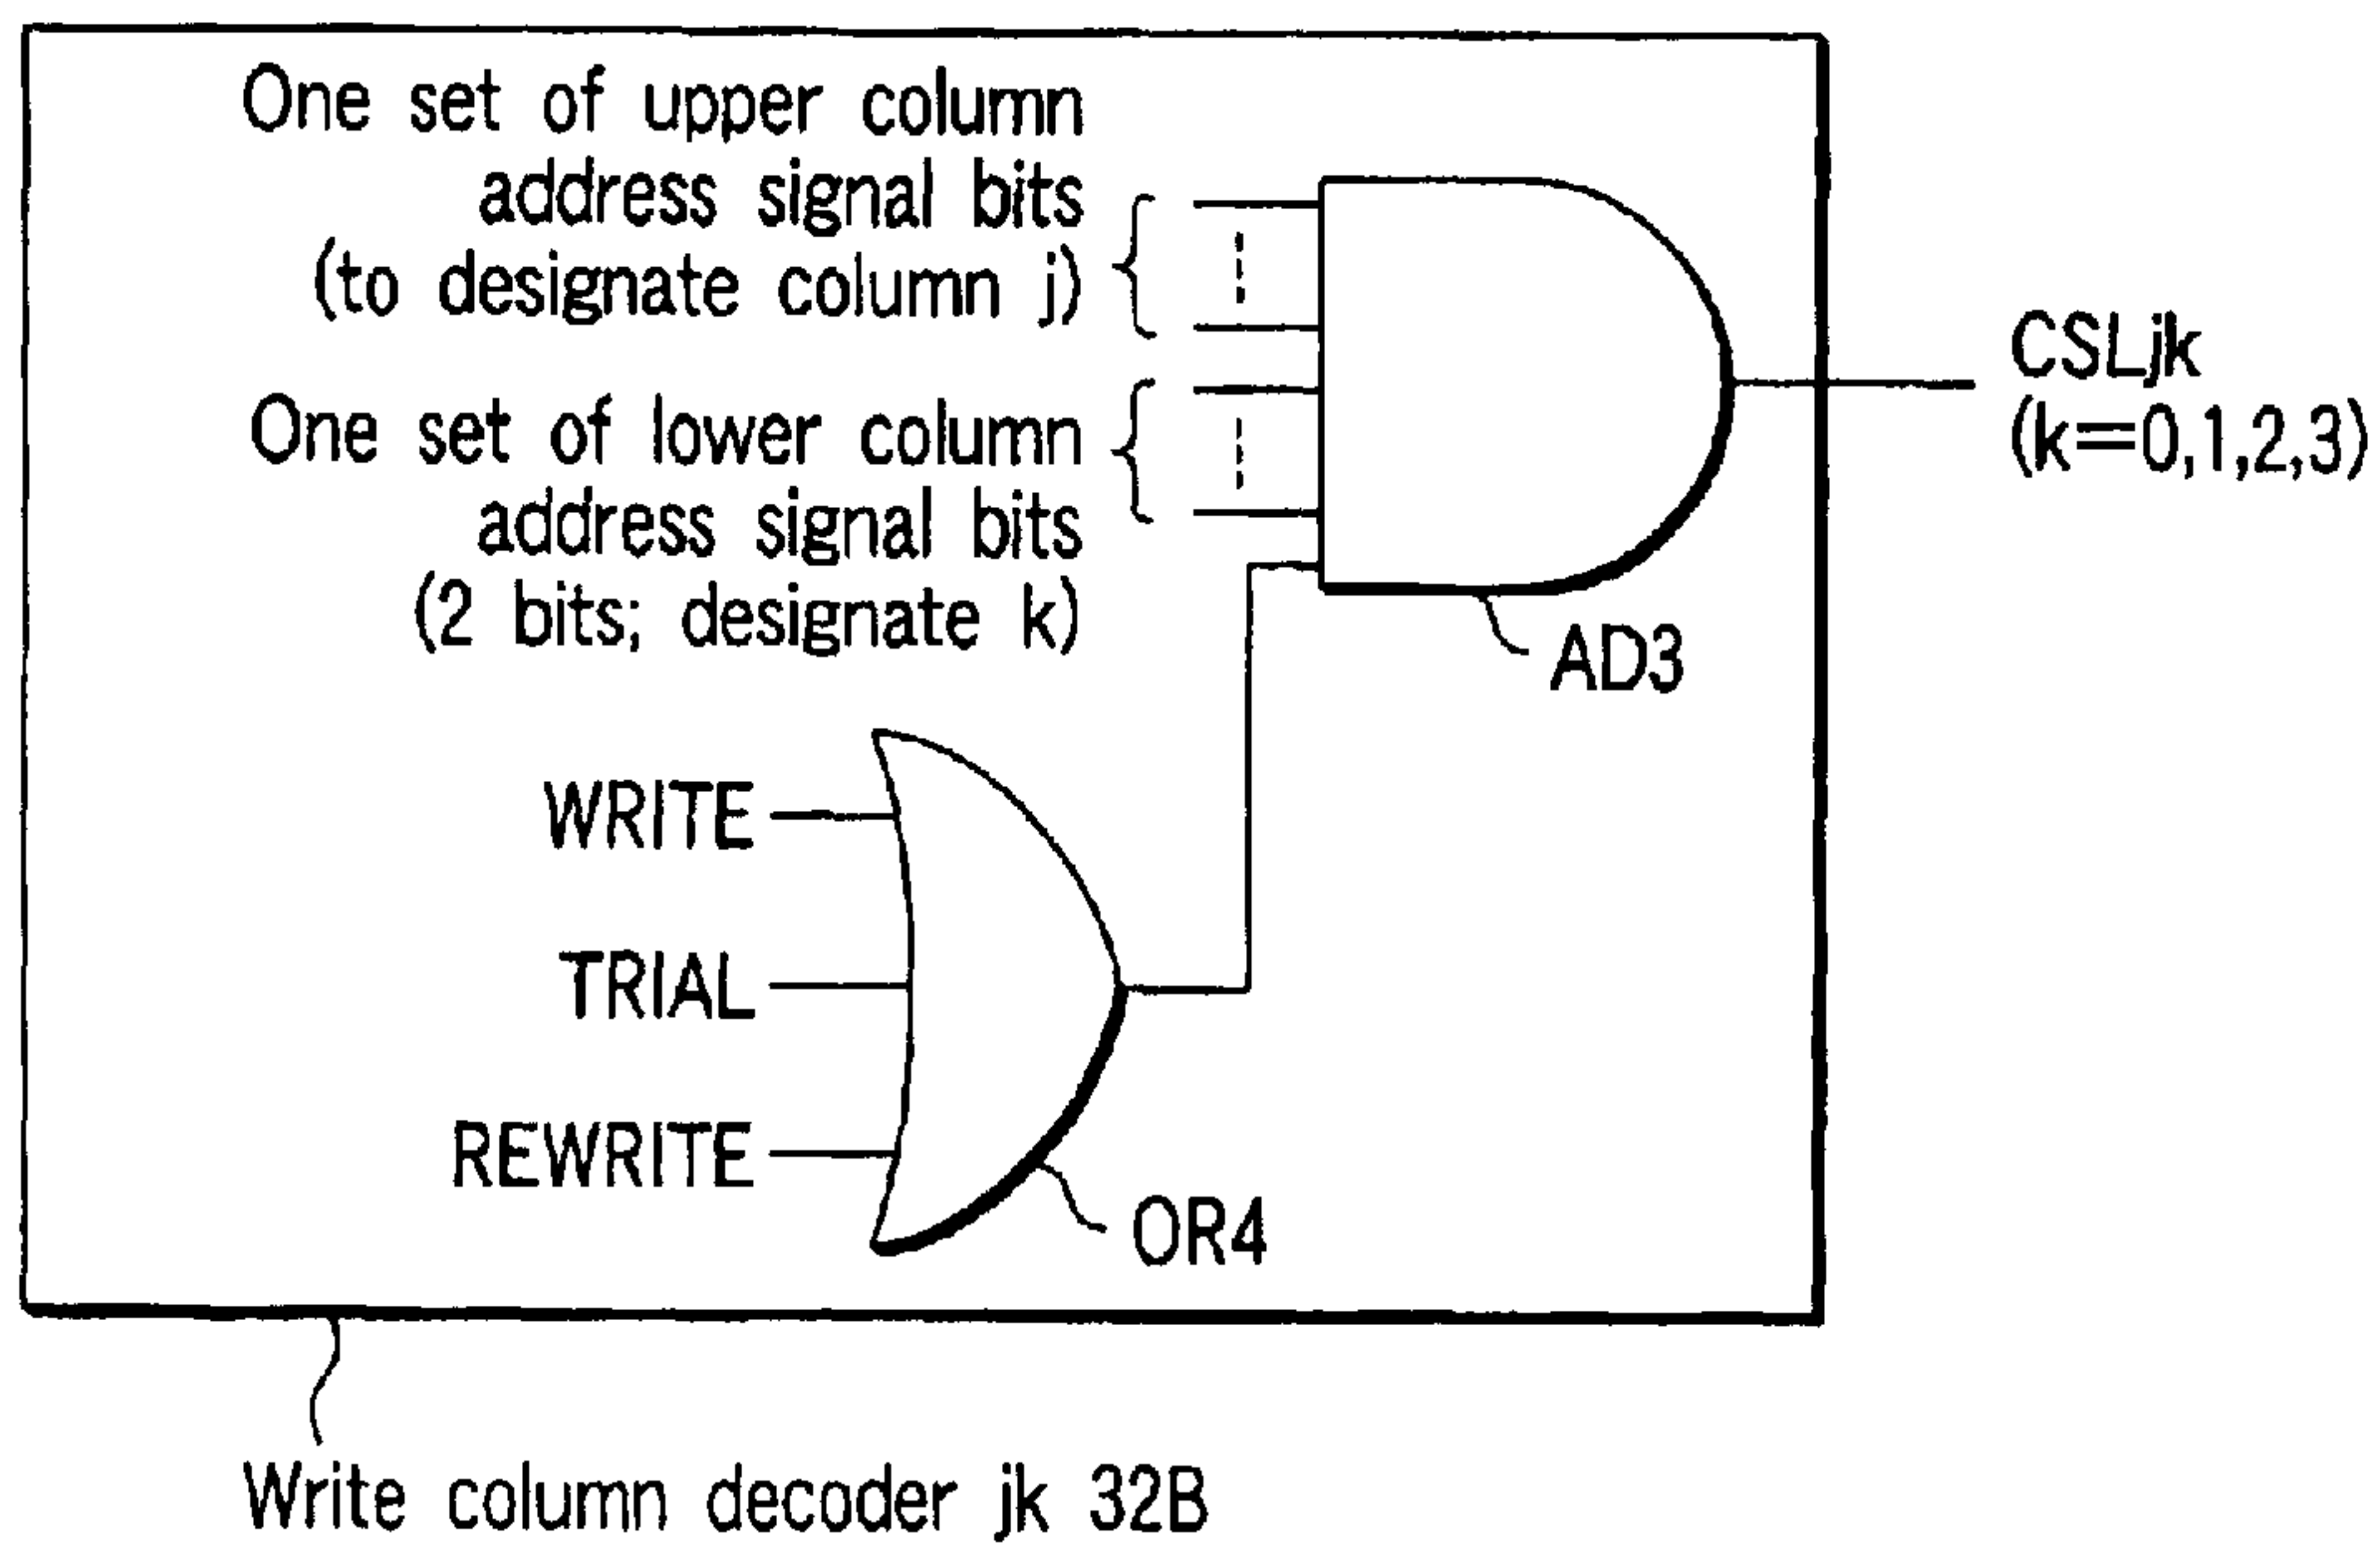 One set of upper column
address signal bits
(to designate column j)
CSLjk
(k=0,1,2,3)
One set of lower column
address signal bits
(2 bits; designate k)
AD3
WRITE
TRIAL
REWRITE
OR4
Write column decoder jk 32B